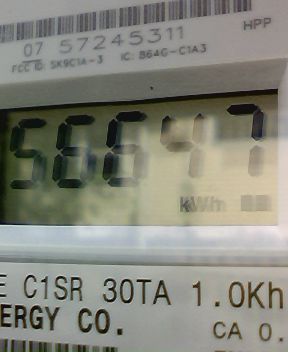 07 57245311
HPP
FCC ID: SK9C1A-3 IC: 864G-C1A3
56647
kWh
E C1SR 30TA 1.0Kh
ERGY CO.
CA 0.